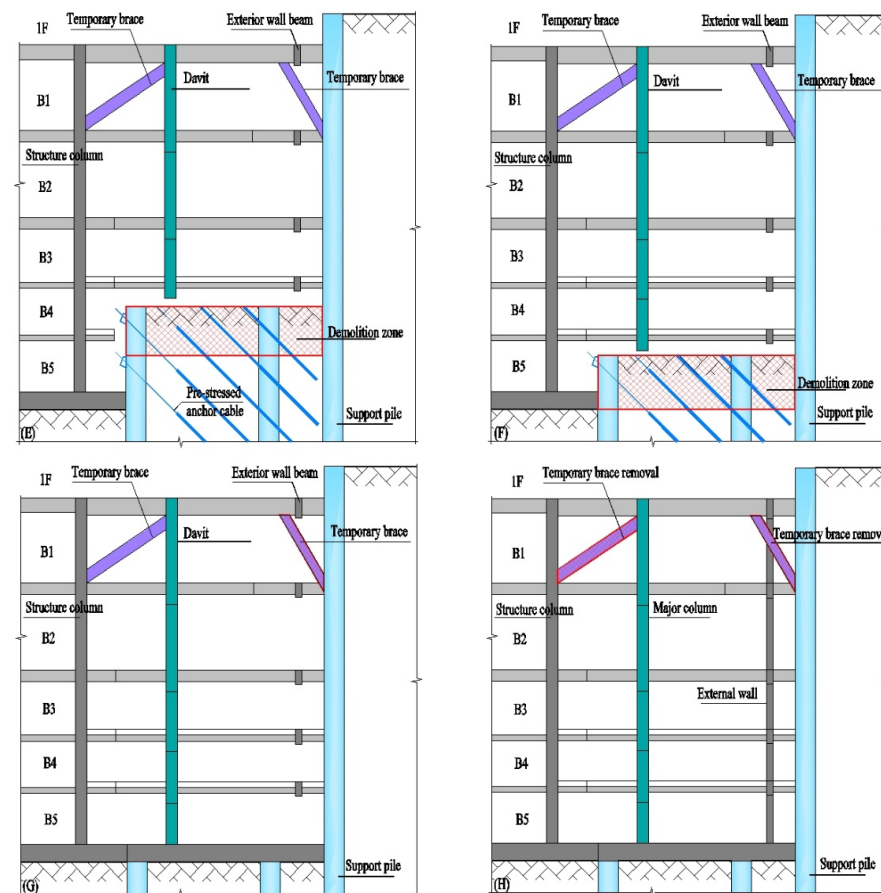 1F
Temporary brace
Exterior wall beam
Davit
Temporary brace
B1
Structure column
B2
B3
B4
Demolition zone
B5
Pre-stressed
anchor cable
Support pile
(E)
1F
Temporary brace
Exterior wall beam
Davit
Temporary brace
B1
Structure column
B2
B3
B4
B5
Demolition zone
Support pile
(F)
1F
Temporary brace
Exterior wall beam
Davit
Temporary brace
B1
Structure column
B2
B3
B4
B5
Support pile
(G)
1F
Temporary brace removal
Temporary brace remova
B1
Structure column
Major column
B2
External wall
B3
B4
B5
Support pile
(H)